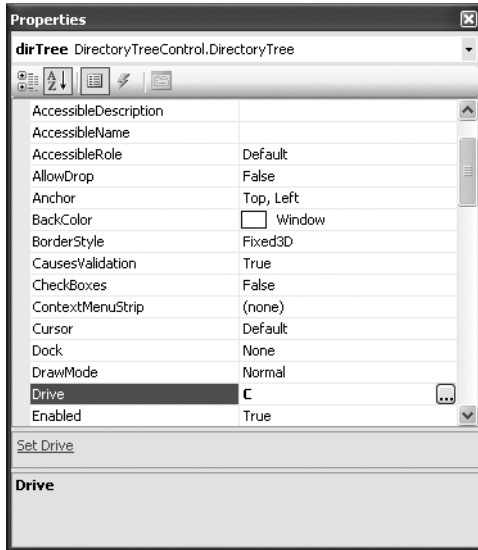 Properties
dirTree DirectoryTreeControl.DirectoryTree
AccessibleDescription
AccessibleName
AccessibleRole Default
AllowDrop False
Anchor Top, Left
BackColor Window
BorderStyle Fixed3D
CausesValidation True
CheckBoxes False
ContextMenuStrip (none)
Cursor Default
Dock None
DrawMode Normal
Drive C ...
Enabled True
Set Drive
Drive